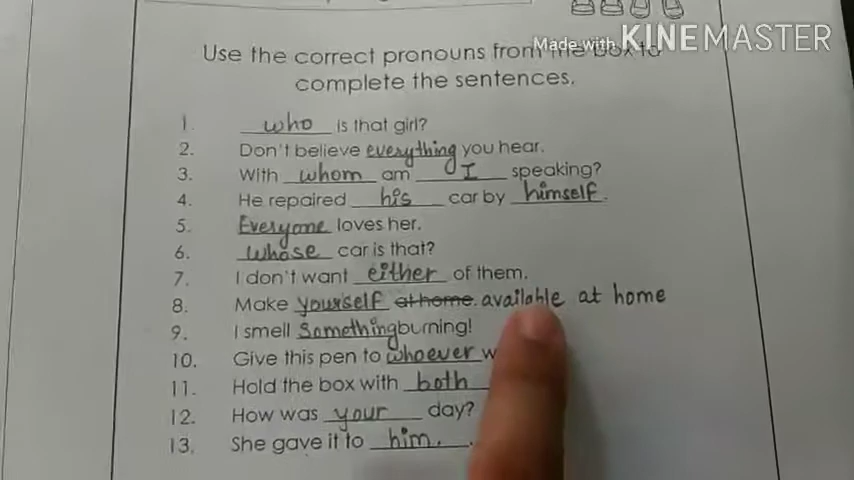 Made with KINEMASTER
Use the correct pronouns from the box to
complete the sentences.
1. who is that girl?
2. Don't believe everything you hear.
3. With whom am I speaking?
4. He repaired his car by himself.
5. Everyone loves her.
6. whose car is that?
7. I don't want either of them.
8. Make yourself at home. available at home
9. I smell something burning!
10. Give this pen to whoever w
11. Hold the box with both
12. How was your day?
13. She gave it to him.